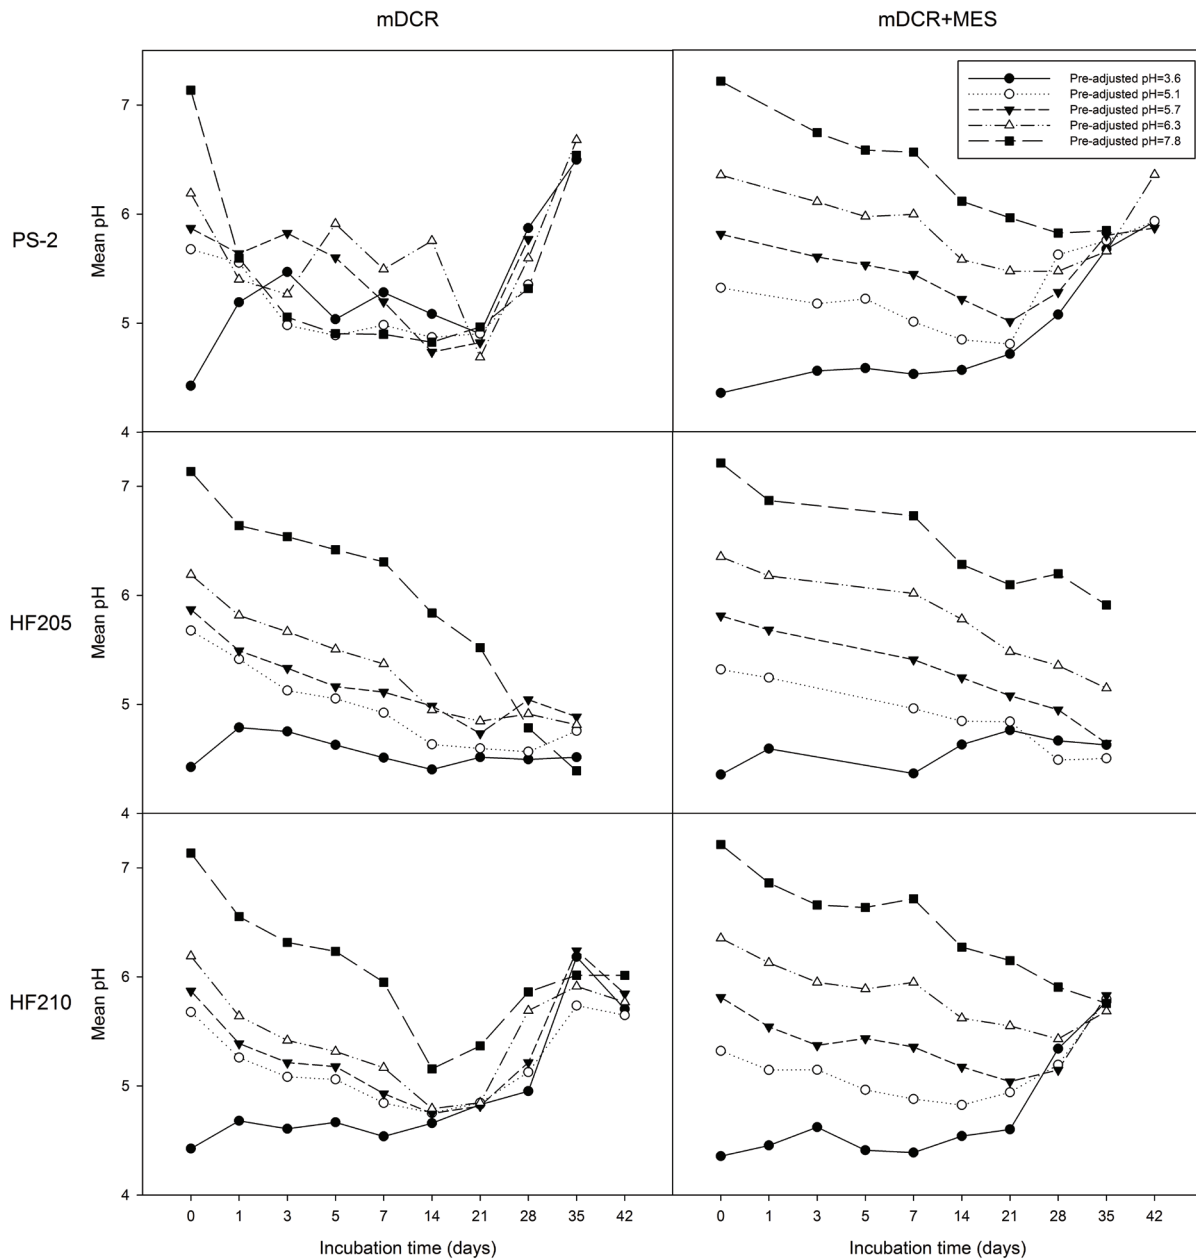 mDCR
mDCR+MES
PS-2
Mean pH
7
6
5
4
Pre-adjusted pH=3.6
Pre-adjusted pH=5.1
Pre-adjusted pH=5.7
Pre-adjusted pH=6.3
Pre-adjusted pH=7.8
HF205
Mean pH
7
6
5
4
HF210
Mean pH
7
6
5
4
0 1 3 5 7 14 21 28 35 42
0 1 3 5 7 14 21 28 35 42
Incubation time (days)
Incubation time (days)